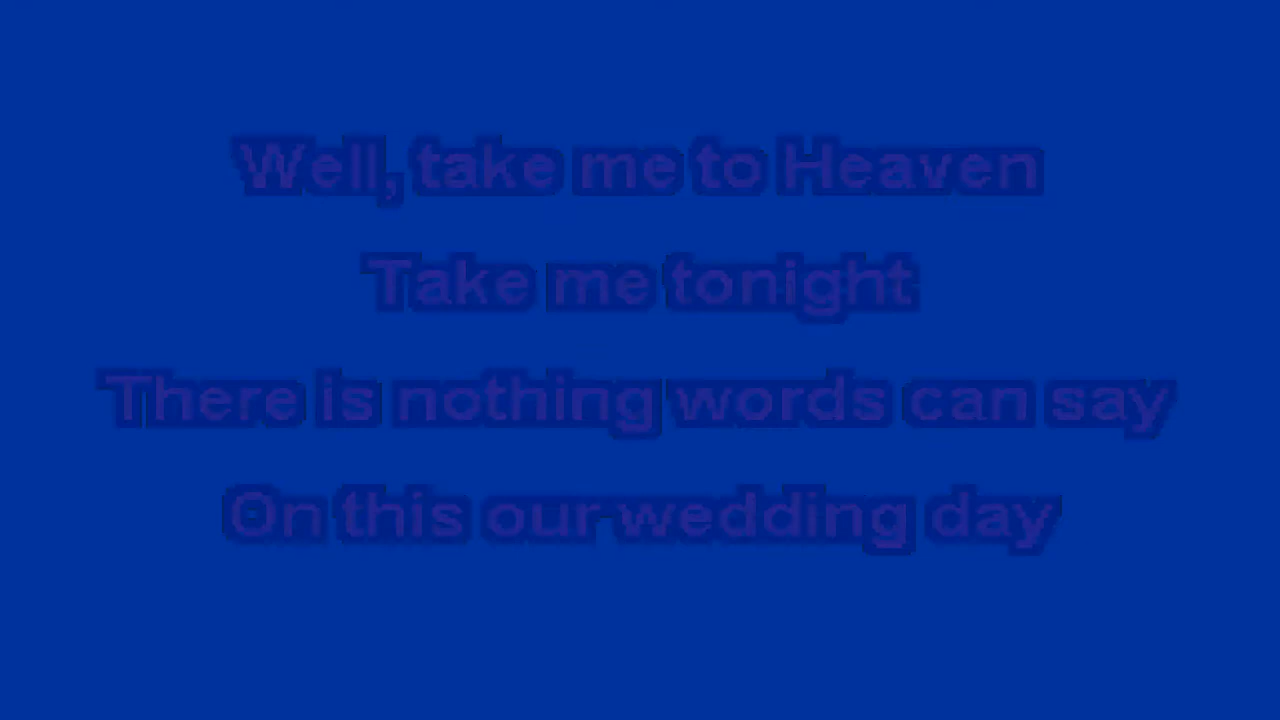 Well, take me to Heaven
Take me tonight
There is nothing words can say
On this our wedding day